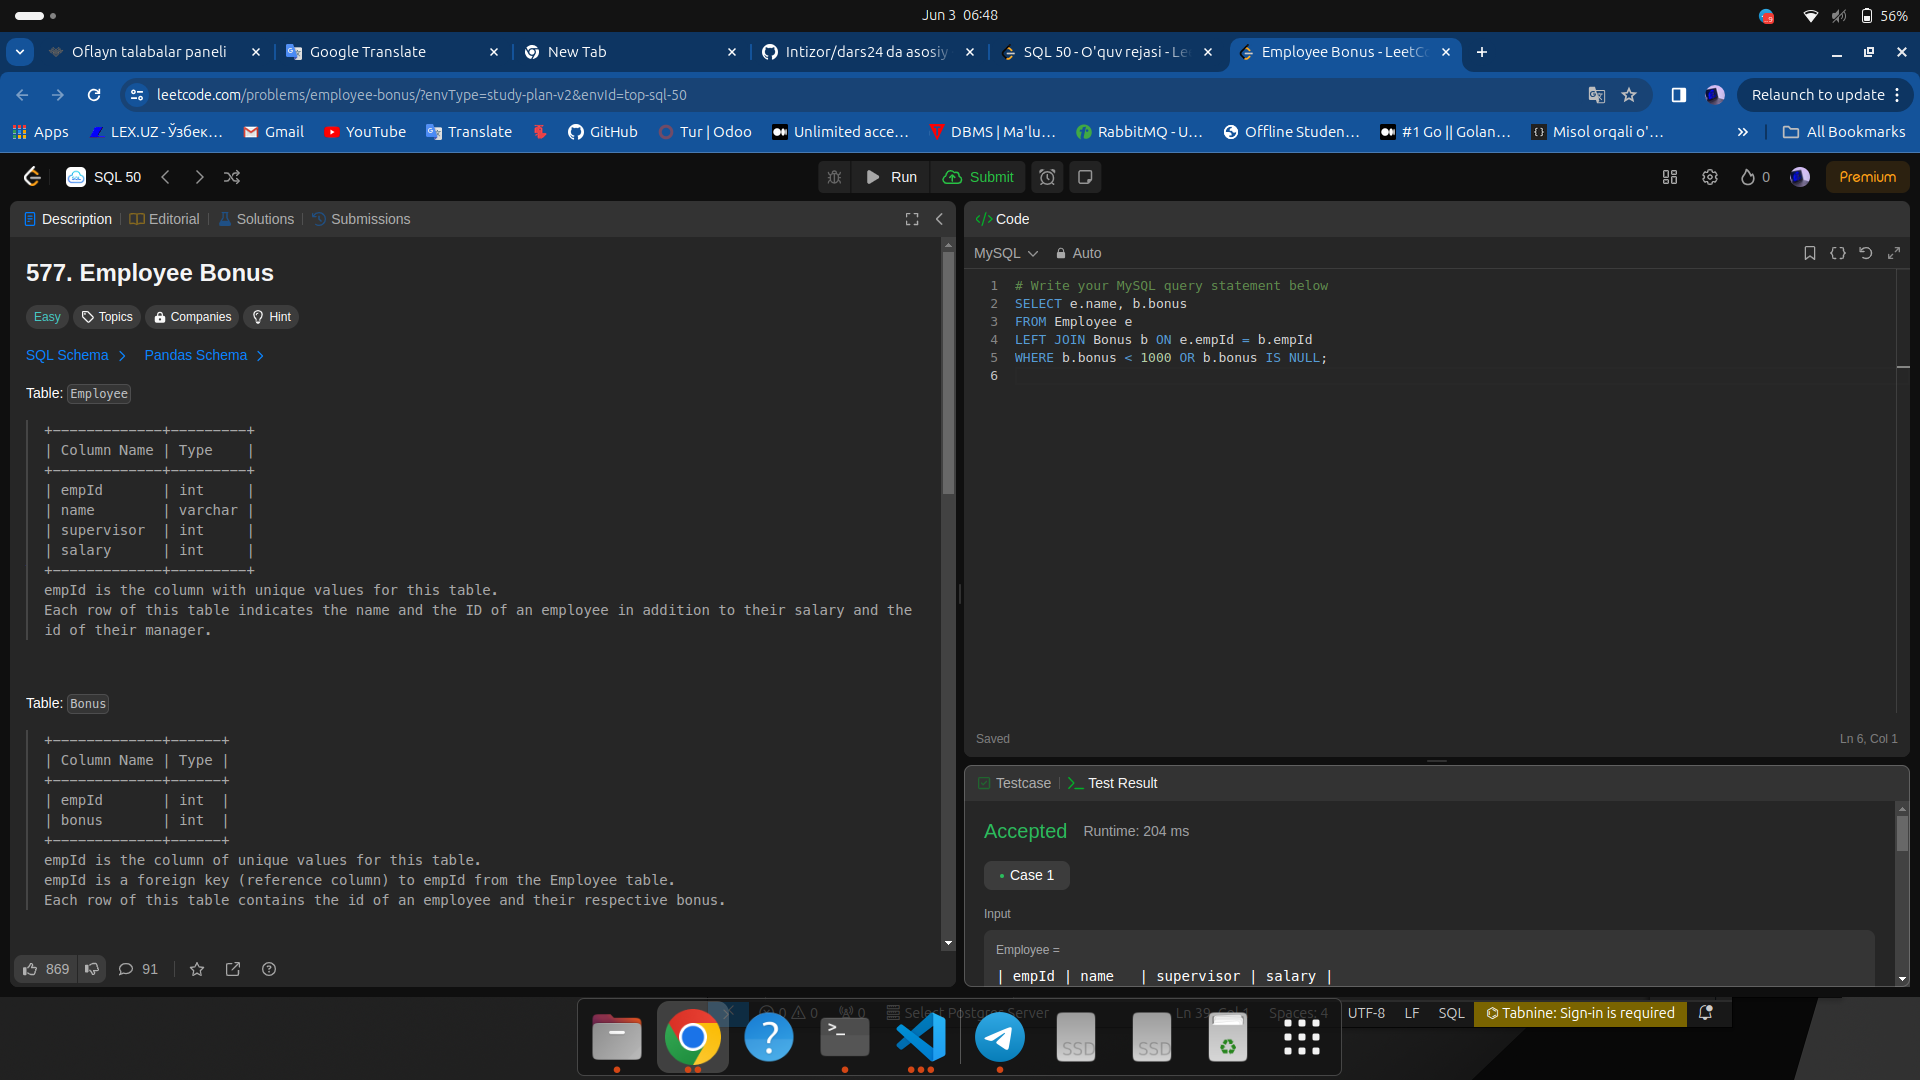 Jun 3 06:48
56%
Oflayn talabalar paneli
Google Translate
New Tab
Intizor/dars24 da asosiy
SQL 50 - O'quv rejasi - Le
Employee Bonus - LeetCo
leetcode.com/problems/employee-bonus/?envType=study-plan-v2&envId=top-sql-50
Relaunch to update
Apps
LEX.UZ - Ўзбек...
Gmail
YouTube
Translate
GitHub
Tur | Odoo
Unlimited acce...
DBMS | Ma'lu...
RabbitMQ - U...
Offline Studen...
#1 Go || Golan...
Misol orqali o'...
All Bookmarks
SQL 50
Run
Submit
0
Premium
Description
Editorial
Solutions
Submissions
577. Employee Bonus
Easy
Topics
Companies
Hint
SQL Schema
Pandas Schema
Table: Employee
+-------------+---------+
| Column Name | Type    |
+-------------+---------+
| empId       | int     |
| name        | varchar |
| supervisor  | int     |
| salary      | int     |
+-------------+---------+
empId is the column with unique values for this table.
Each row of this table indicates the name and the ID of an employee in addition to their salary and the
id of their manager.
Table: Bonus
+-------------+------+
| Column Name | Type |
+-------------+------+
| empId       | int  |
| bonus       | int  |
+-------------+------+
empId is the column of unique values for this table.
empId is a foreign key (reference column) to empId from the Employee table.
Each row of this table contains the id of an employee and their respective bonus.
869
91
Code
MySQL
Auto
1 # Write your MySQL query statement below
2 SELECT e.name, b.bonus
3 FROM Employee e
4 LEFT JOIN Bonus b ON e.empId = b.empId
5 WHERE b.bonus < 1000 OR b.bonus IS NULL;
6
Saved
Ln 6, Col 1
Testcase
Test Result
Accepted
Runtime: 204 ms
Case 1
Input
Employee =
| empId | name   | supervisor | salary |
0 0
0
Select Postgres Server
Spaces: 4
UTF-8
LF
SQL
Tabnine: Sign-in is required
SSD
SSD